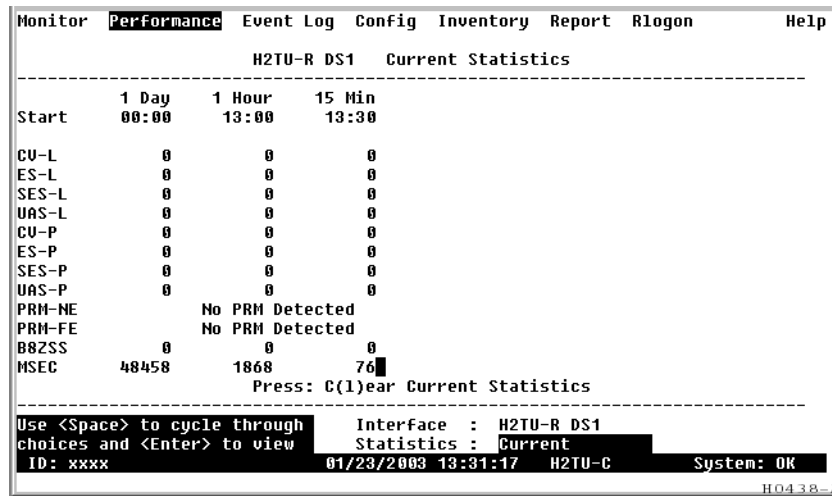 Monitor Performance Event Log Config Inventory Report Rlogon Help
H2TU-R DS1 Current Statistics
1 Day 1 Hour 15 Min
Start 00:00 13:00 13:30
CV-L 0 0 0
ES-L 0 0 0
SES-L 0 0 0
UAS-L 0 0 0
CV-P 0 0 0
ES-P 0 0 0
SES-P 0 0 0
UAS-P 0 0 0
PRM-NE No PRM Detected
PRM-FE No PRM Detected
B8ZSS 0 0 0
MSEC 48458 1868 76
Press: C(l)ear Current Statistics
Use <Space> to cycle through Interface : H2TU-R DS1
choices and <Enter> to view Statistics : Current
ID: xxxx 01/23/2003 13:31:17 H2TU-C System: OK
H0438-